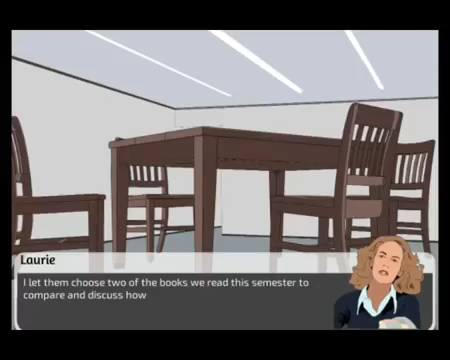 Laurie
I let them choose two of the books we read this semester to
compare and discuss how